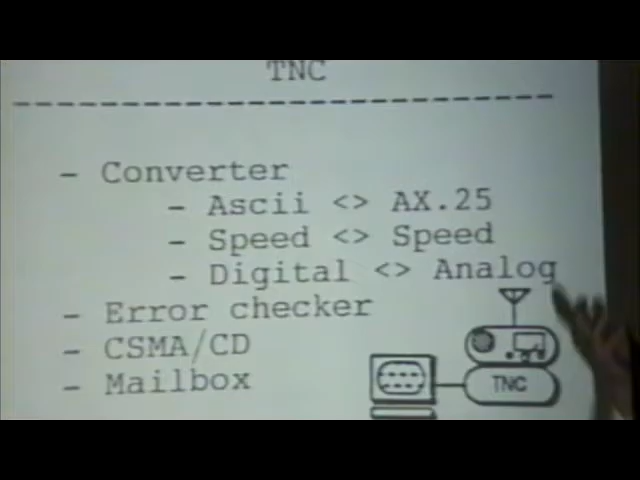 TNC
--------------------------
- Converter
- Ascii <> AX.25
- Speed <> Speed
- Digital <> Analog
- Error checker
- CSMA/CD
- Mailbox
TNC